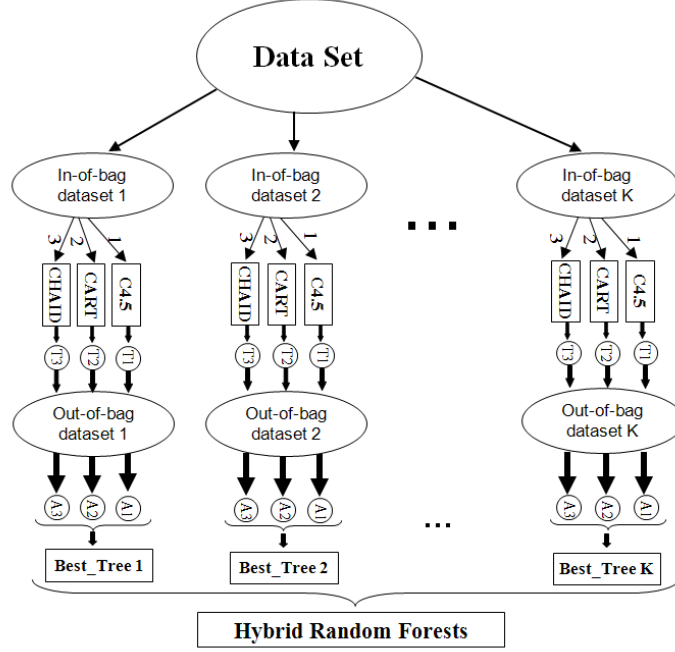 Data Set
In-of-bag
dataset 1
In-of-bag
dataset 2
In-of-bag
dataset K
...
3 2 1
3 2 1
3 2 1
CHAID CART C4.5
CHAID CART C4.5
CHAID CART C4.5
T3 T2 T1
T3 T2 T1
T3 T2 T1
Out-of-bag
dataset 1
Out-of-bag
dataset 2
Out-of-bag
dataset K
A3 A2 A1
A3 A2 A1
A3 A2 A1
...
Best_Tree 1
Best_Tree 2
Best_Tree K
Hybrid Random Forests